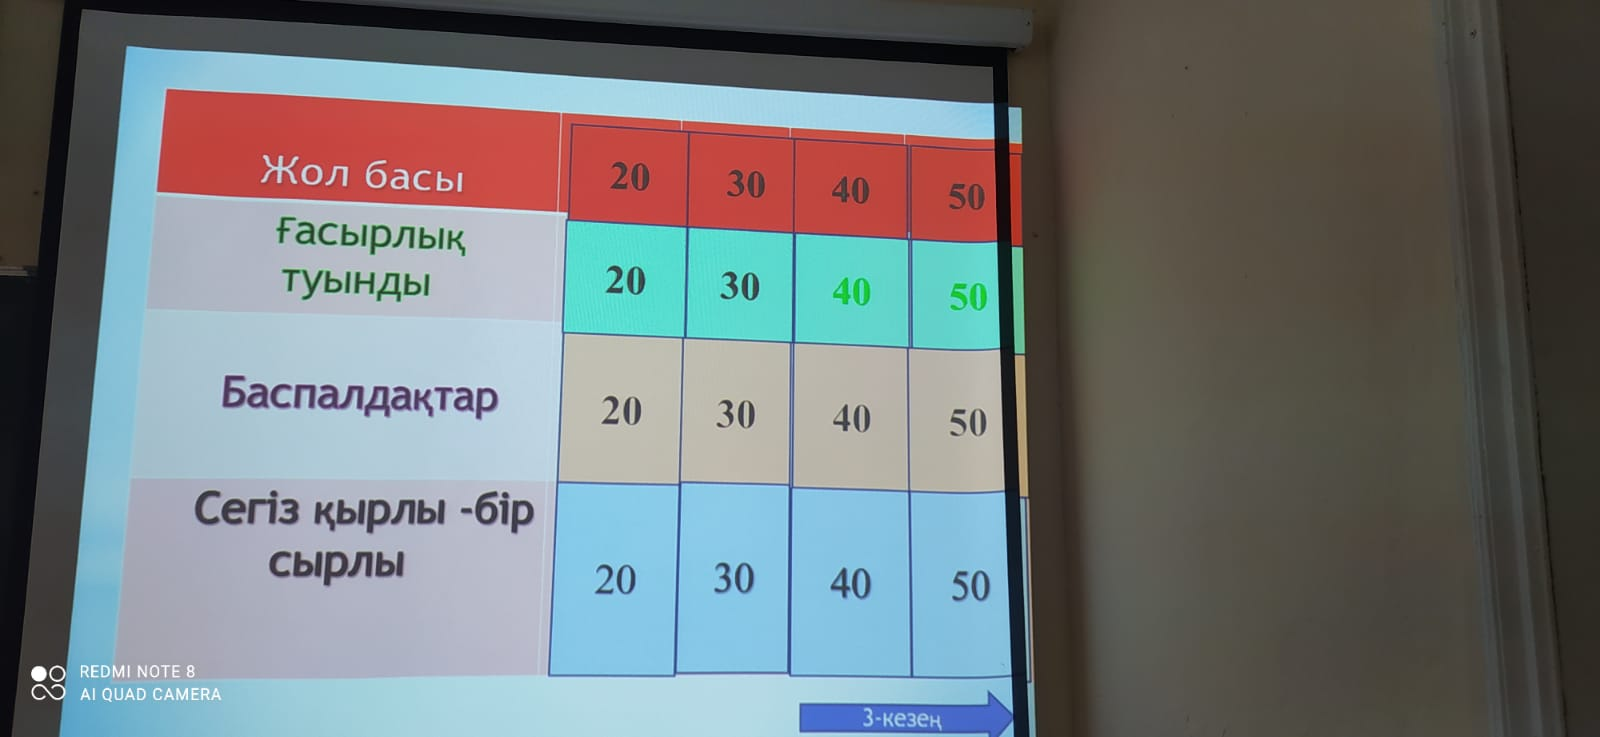 Жол басы 20 30 40 50
Ғасырлық
туынды
20 30 40 50
Баспалдақтар 20 30 40 50
Сегіз қырлы -бір
сырлы
20 30 40 50
3-кезең
REDMI NOTE 8
AI QUAD CAMERA